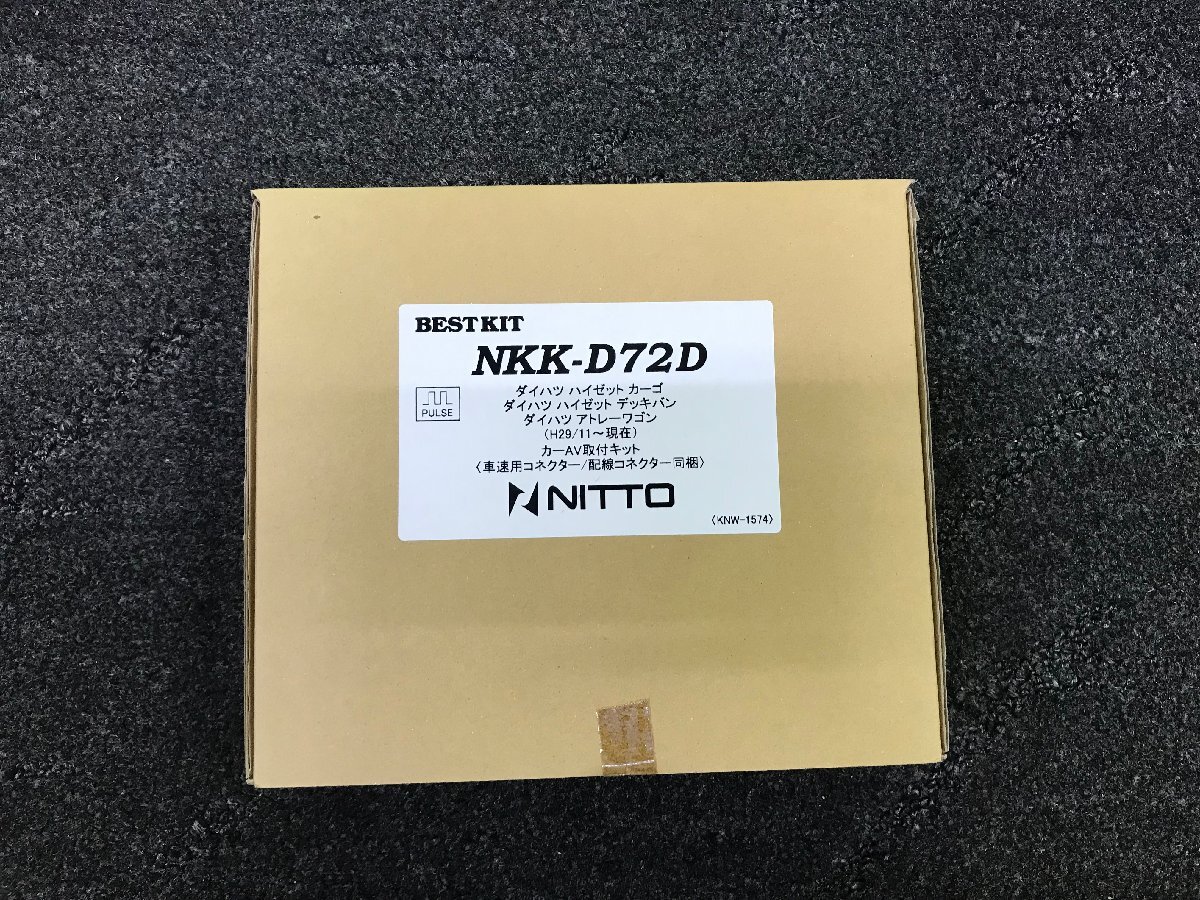 BEST KIT
NKK-D72D
PULSE
ダイハツ ハイゼット カーゴ
ダイハツ ハイゼット デッキバン
ダイハツ アトレーワゴン
(H29/11～現在)
カーAV取付キット
〈車速用コネクター/配線コネクター同梱〉
NITTO
〈KNW-1574〉